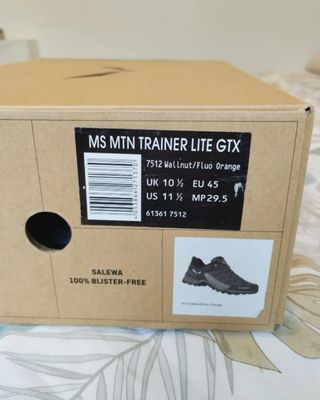 MS MTN TRAINER LITE GTX
7512 Wallnut/Fluo Orange
UK 10 ½ EU 45
US 11 ½ MP29.5
61361 7512
SALEWA
100% BLISTER-FREE